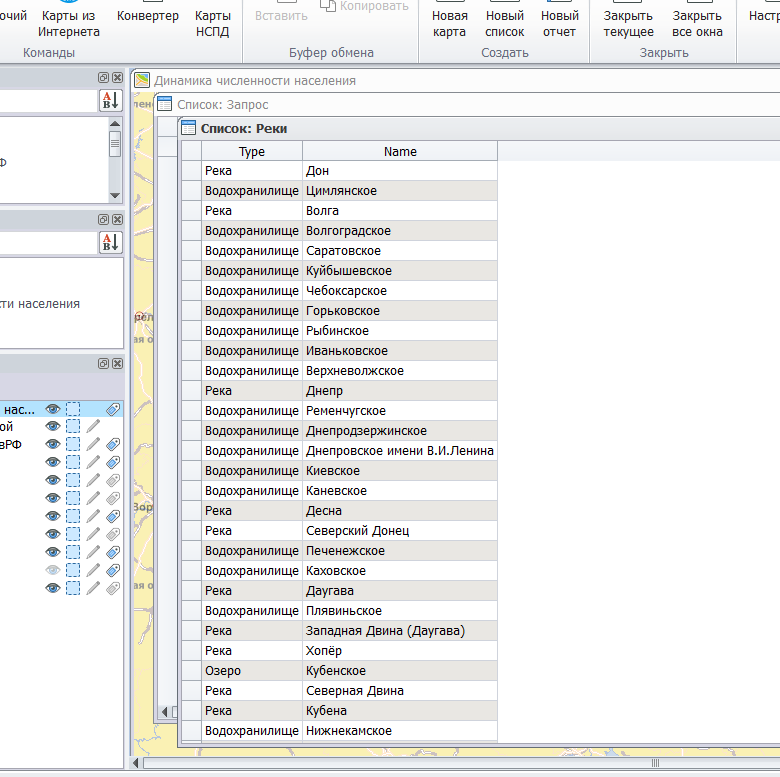 очий
Карты из
Интернета
Конвертер
Карты
НСПД
Вставить
Копировать
Новая
карта
Новый
список
Новый
отчет
Закрыть
текущее
Закрыть
все окна
Настр
Команды
Буфер обмена
Создать
Закрыть
Динамика численности населения
Список: Запрос
Список: Реки
Type Name
Река Дон
Водохранилище Цимлянское
Река Волга
Водохранилище Волгоградское
Водохранилище Саратовское
Водохранилище Куйбышевское
Водохранилище Чебоксарское
Водохранилище Горьковское
Водохранилище Рыбинское
Водохранилище Иваньковское
Водохранилище Верхневолжское
Река Днепр
Водохранилище Ременчугское
Водохранилище Днепродзержинское
Водохранилище Днепровское имени В.И.Ленина
Водохранилище Киевское
Водохранилище Каневское
Река Десна
Река Северский Донец
Водохранилище Печенежское
Водохранилище Каховское
Река Даугава
Водохранилище Плявиньское
Река Западная Двина (Даугава)
Река Хопёр
Озеро Кубенское
Река Северная Двина
Река Кубена
Водохранилище Нижнекамское
Ф
сти населения
нас...
ой
вРФ